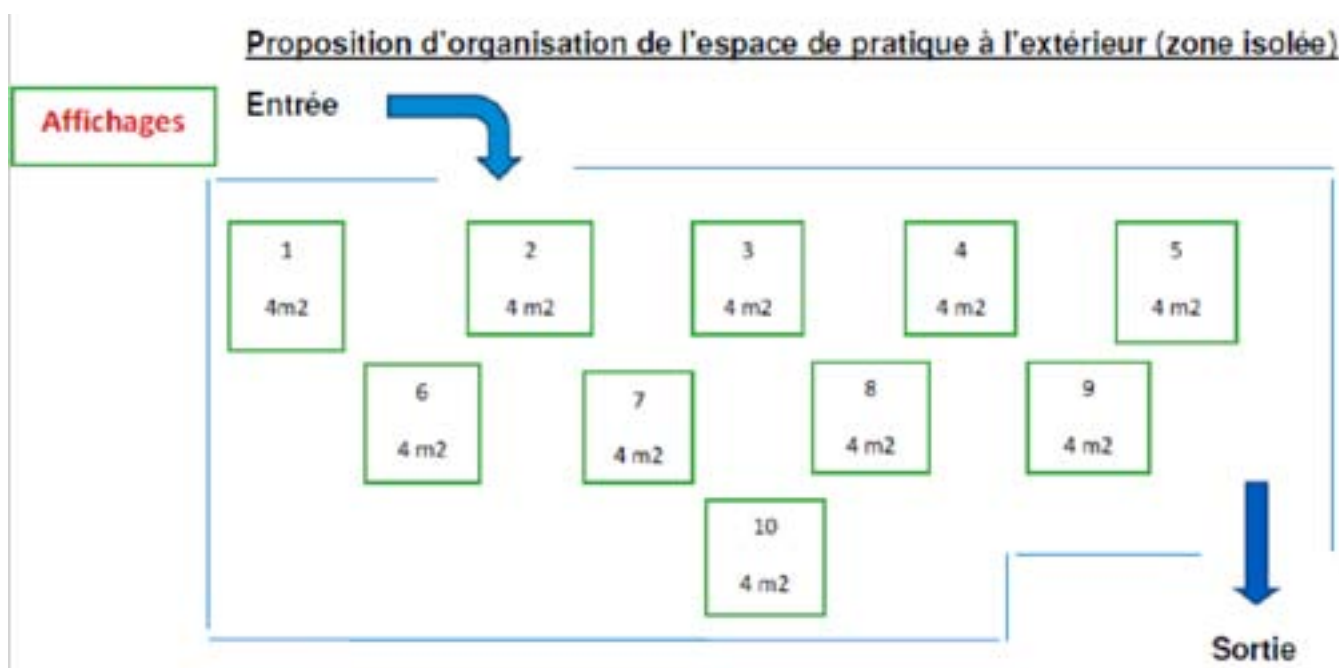 Proposition d'organisation de l'espace de pratique à l'extérieur (zone isolée)
Affichages
Entrée
1
4m2
2
4 m2
3
4 m2
4
4 m2
5
4 m2
6
4 m2
7
4 m2
8
4 m2
9
4 m2
10
4 m2
Sortie